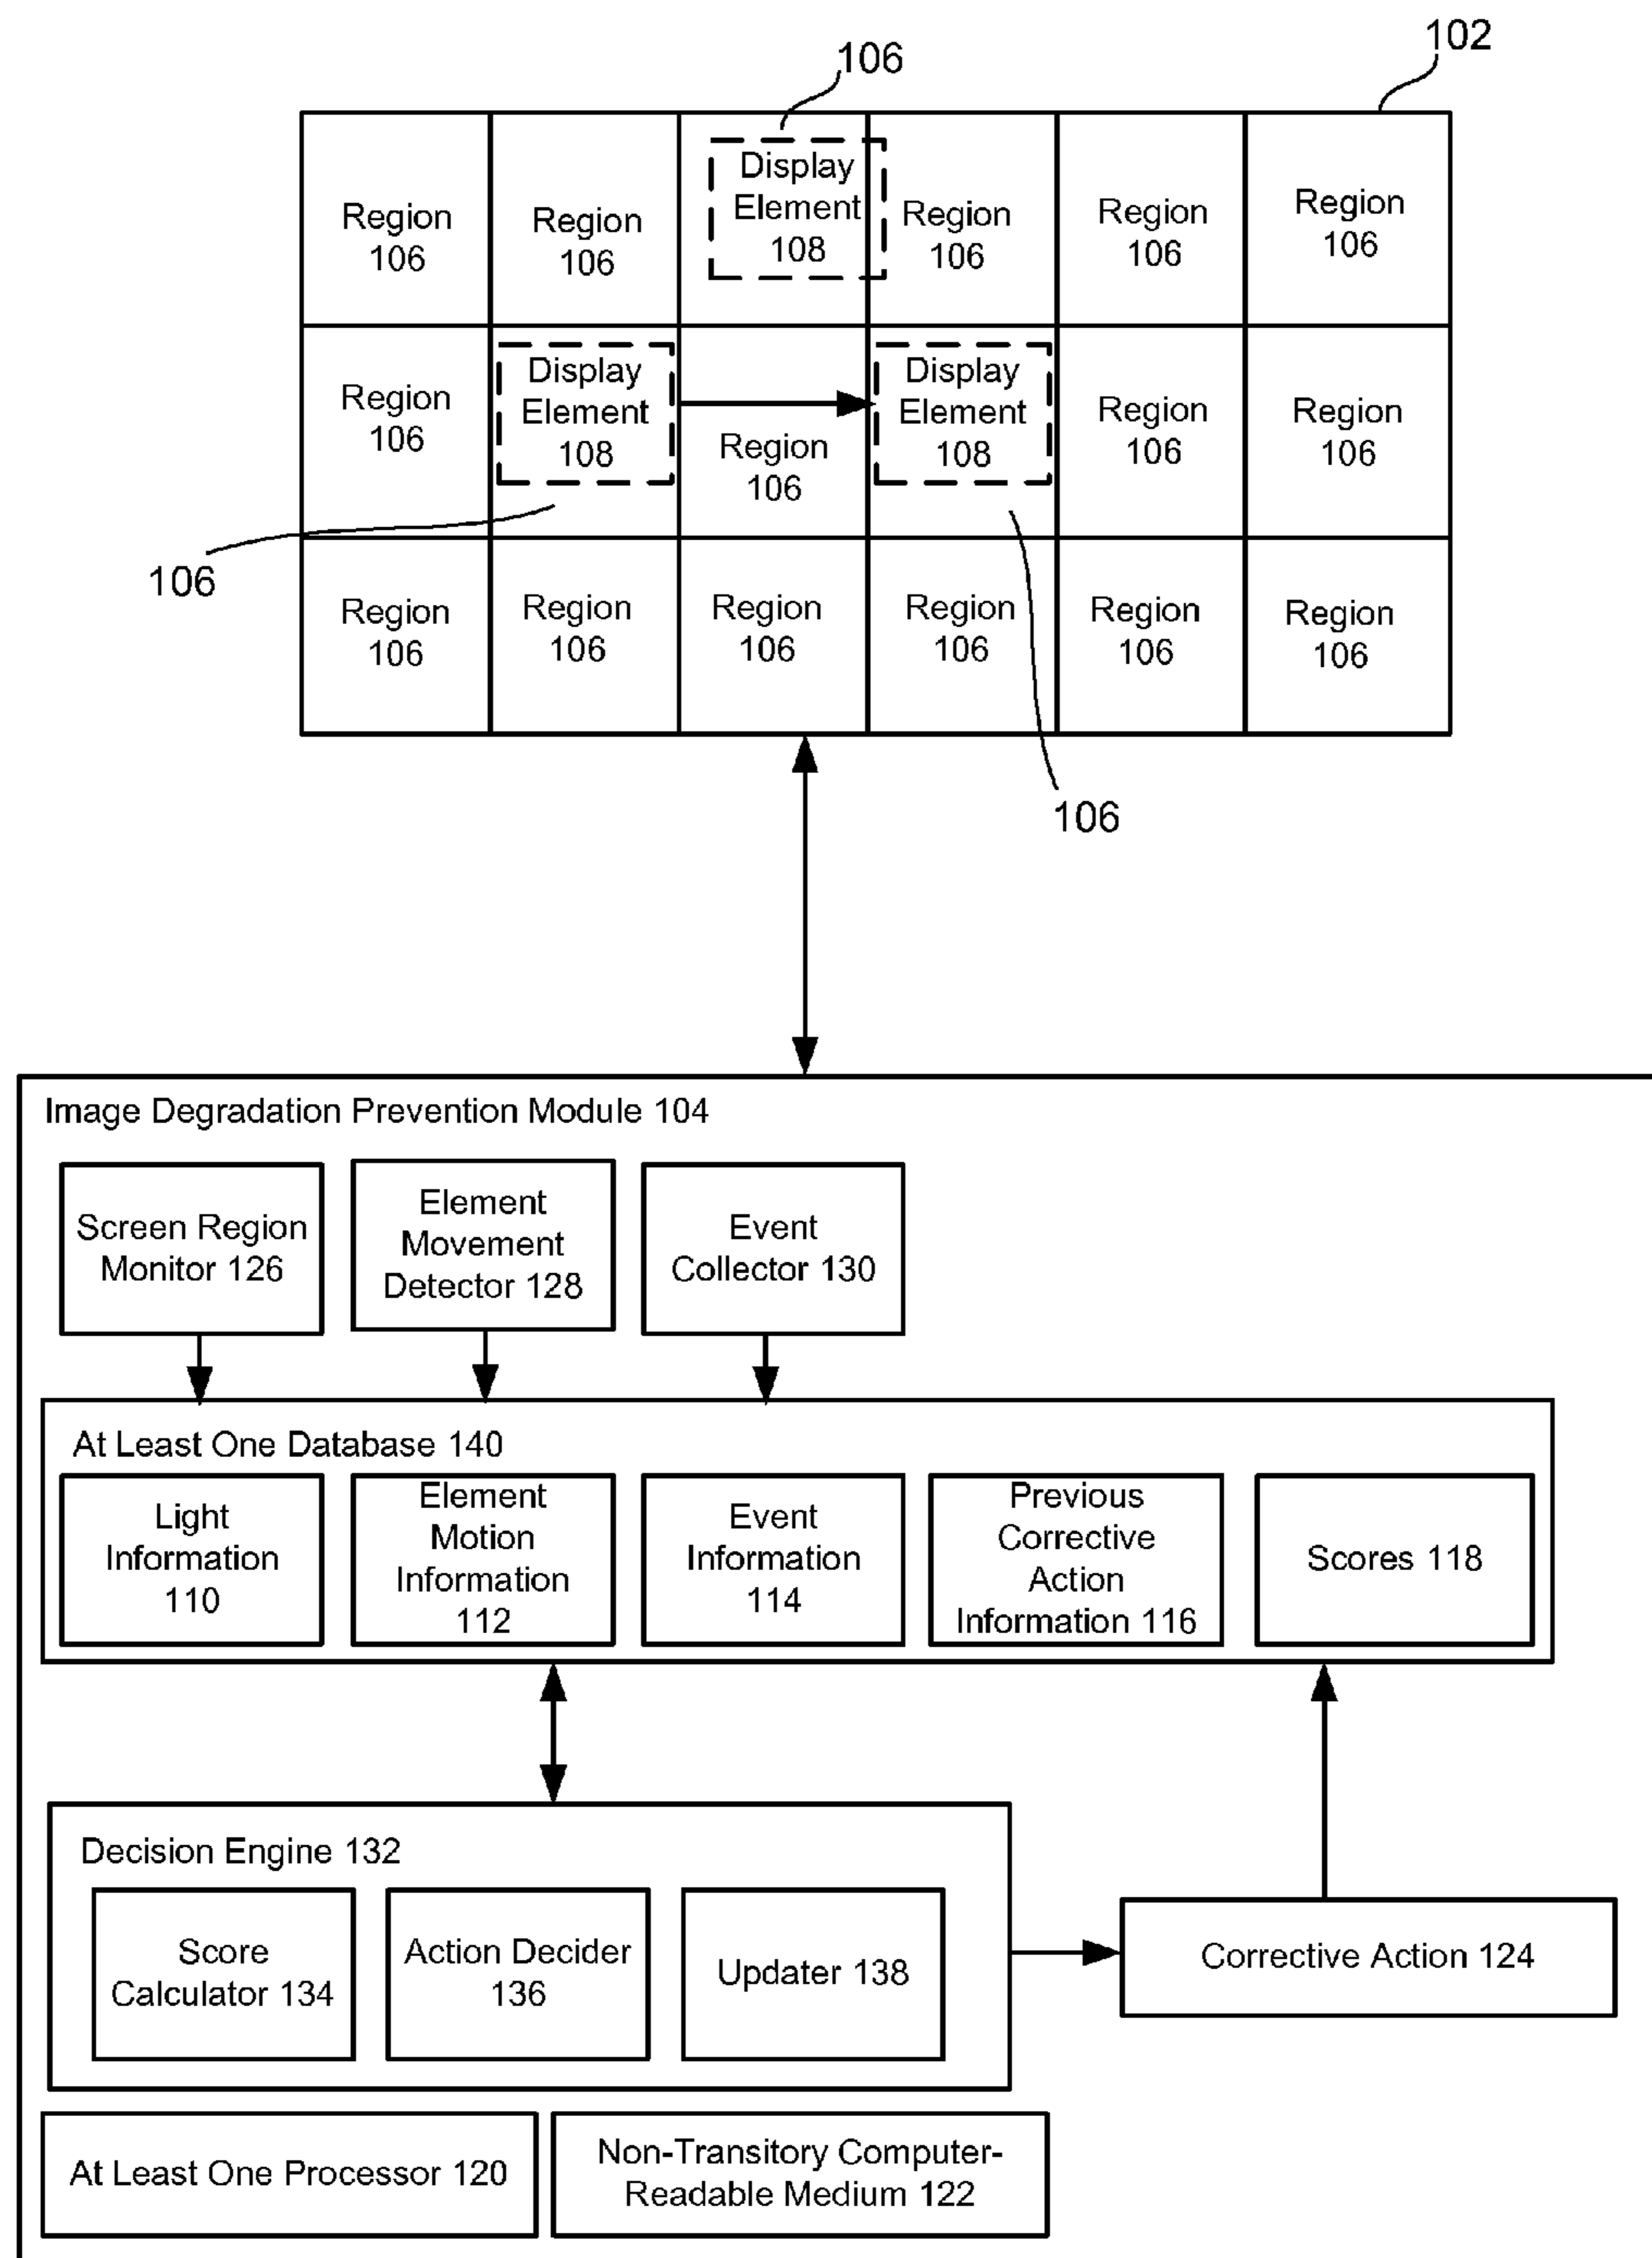 102
106
Region
106
Region
106
Display
Element
108
Region
106
Region
106
Region
106
Region
106
Display
Element
108
Region
106
Display
Element
108
Region
106
Region
106
106
Region
106
Region
106
Region
106
Region
106
Region
106
Region
106
106
Image Degradation Prevention Module 104
Screen Region
Monitor 126
Element
Movement
Detector 128
Event
Collector 130
At Least One Database 140
Light
Information
110
Element
Motion
Information
112
Event
Information
114
Previous
Corrective
Action
Information 116
Scores 118
Decision Engine 132
Score
Calculator 134
Action Decider
136
Updater 138
Corrective Action 124
At Least One Processor 120
Non-Transitory Computer-
Readable Medium 122